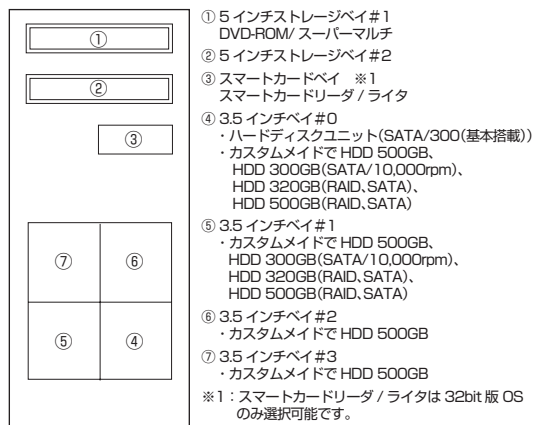 ①
②
③
⑦ ⑥
⑤ ④
① 5 インチストレージベイ#1
DVD-ROM/ スーパーマルチ
② 5 インチストレージベイ#2
③ スマートカードベイ ※1
スマートカードリーダ / ライタ
④ 3.5 インチベイ#0
・ハードディスクユニット(SATA/300(基本搭載))
・カスタムメイドで HDD 500GB、
HDD 300GB(SATA/10,000rpm)、
HDD 320GB(RAID、SATA)、
HDD 500GB(RAID、SATA)
⑤ 3.5 インチベイ#1
・カスタムメイドで HDD 500GB、
HDD 300GB(SATA/10,000rpm)、
HDD 320GB(RAID、SATA)、
HDD 500GB(RAID、SATA)
⑥ 3.5 インチベイ#2
・カスタムメイドで HDD 500GB
⑦ 3.5 インチベイ#3
・カスタムメイドで HDD 500GB
※1：スマートカードリーダ / ライタは 32bit 版 OS
のみ選択可能です。